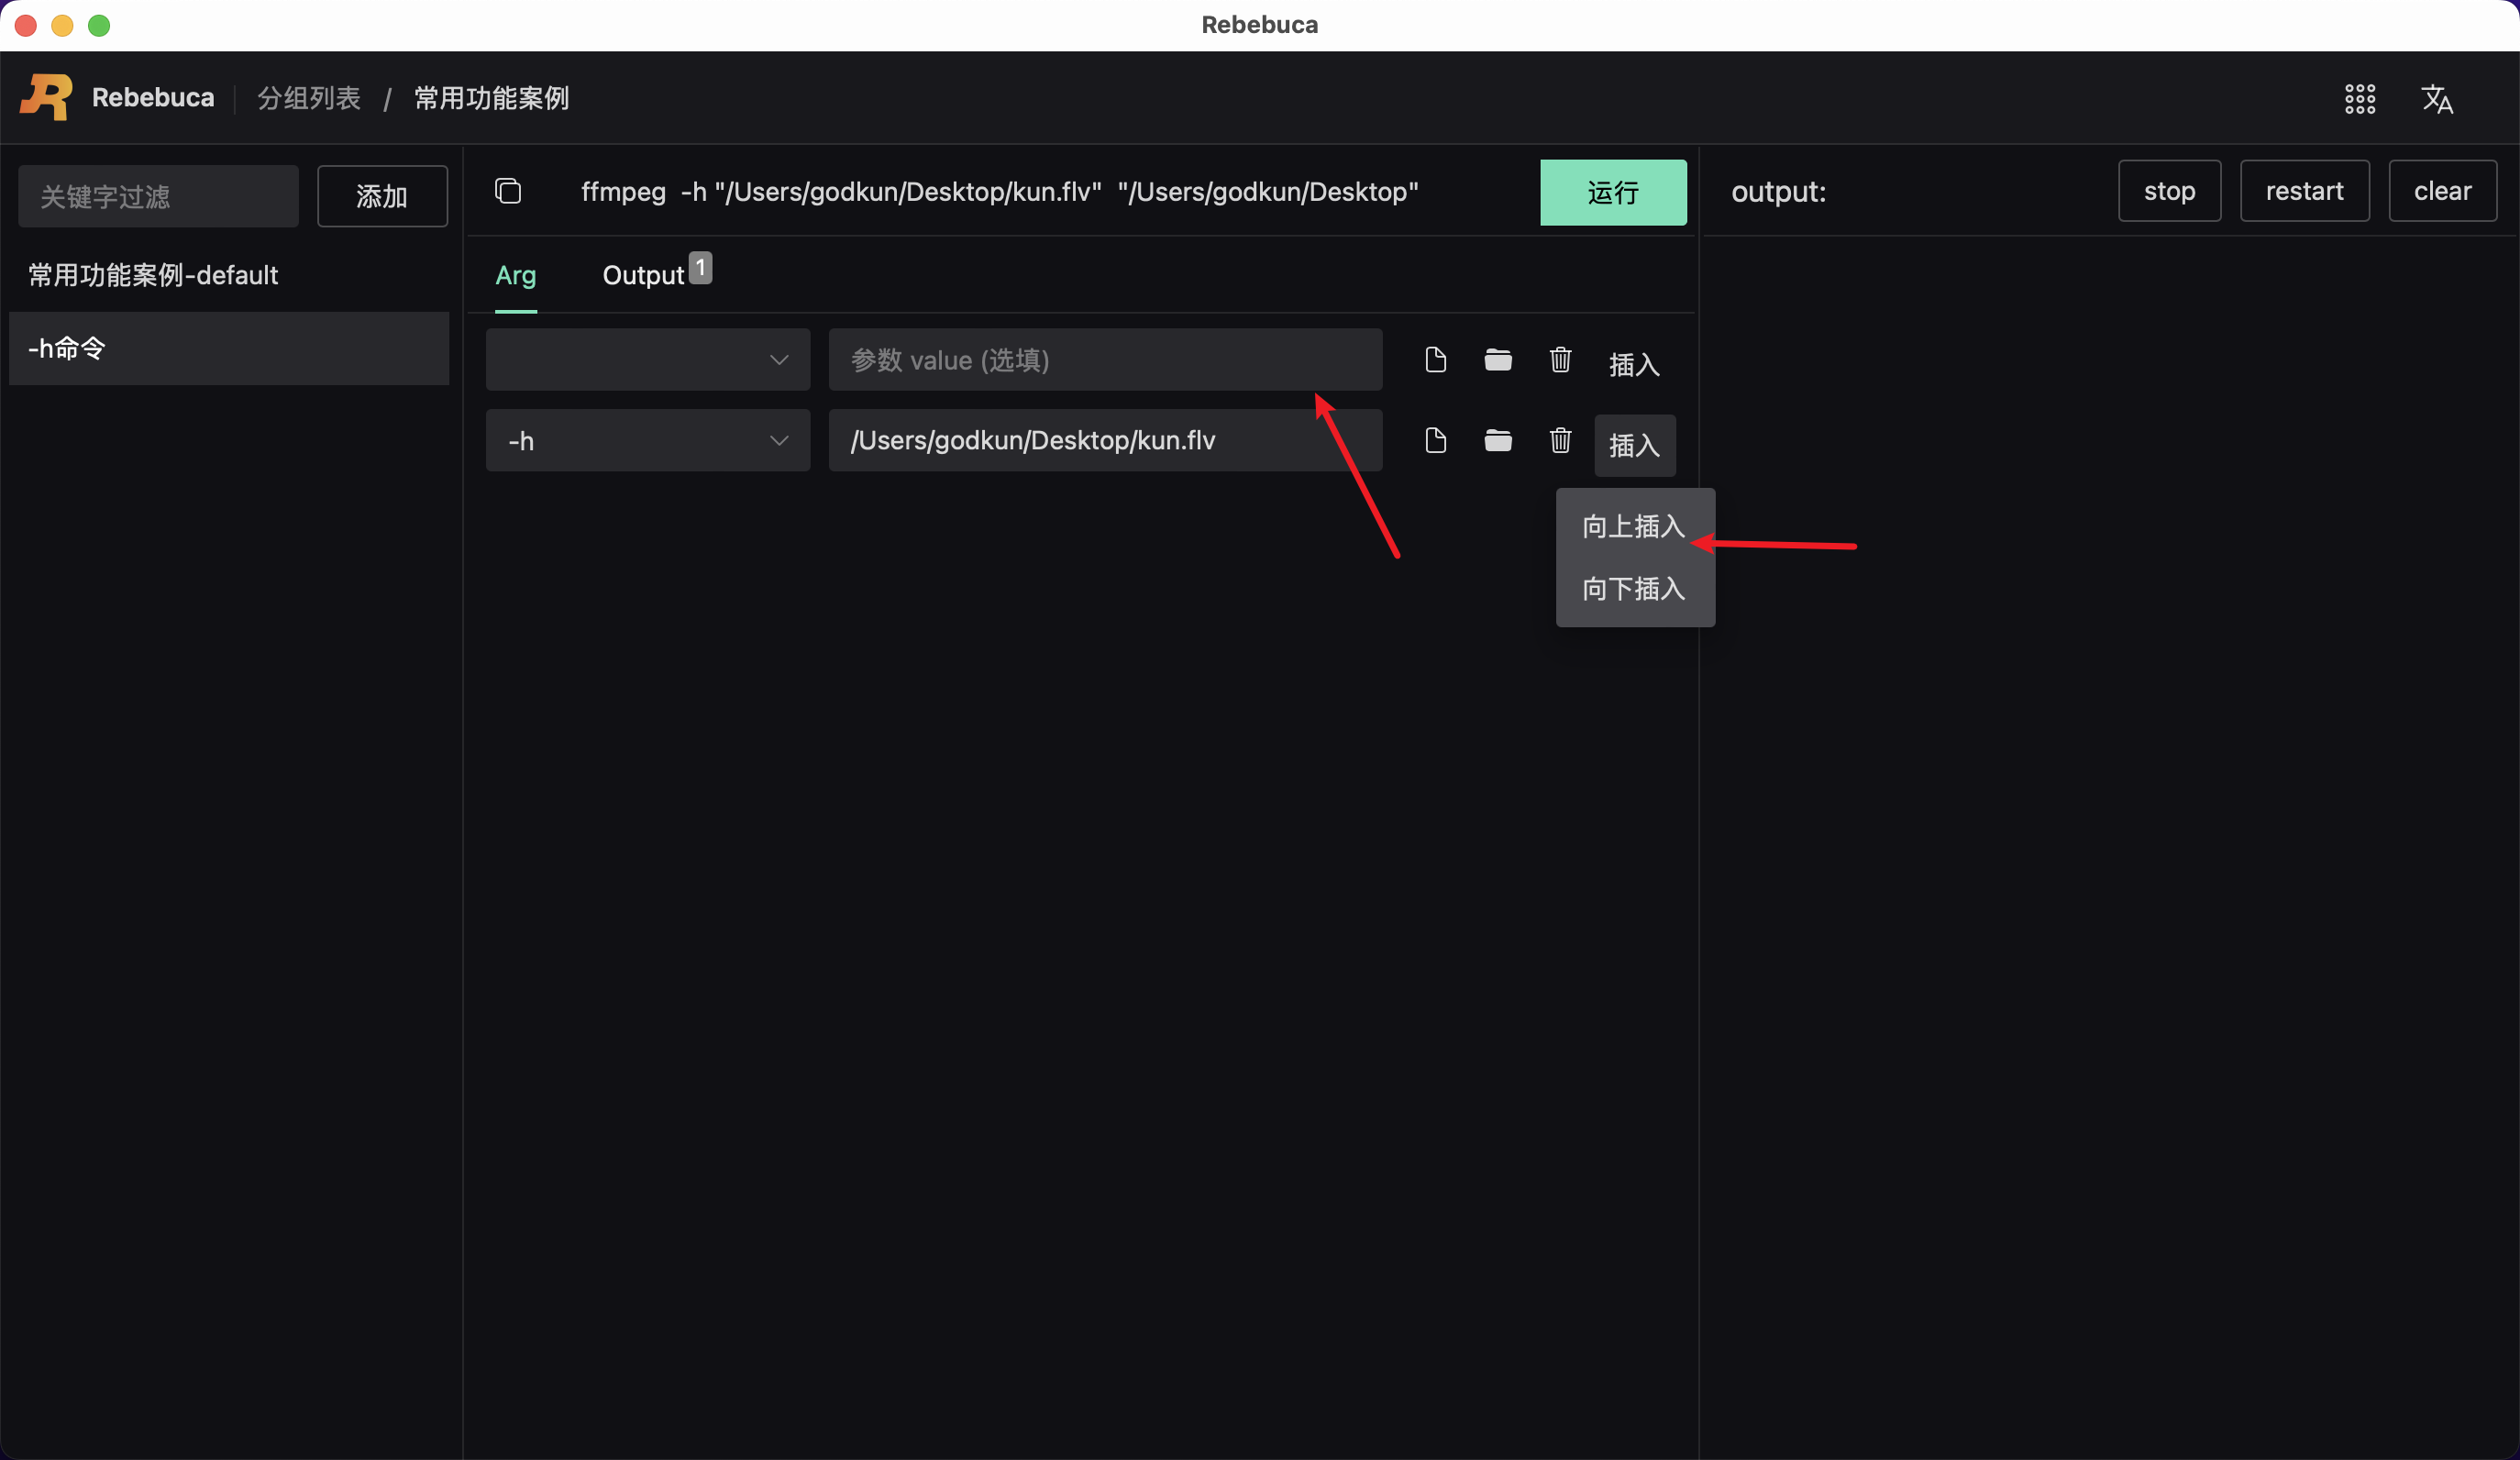 Rebebuca
Rebebuca 分组列表 / 常用功能案例
关键字过滤 添加
常用功能案例-default
-h命令
ffmpeg -h "/Users/godkun/Desktop/kun.flv" "/Users/godkun/Desktop" 运行
Arg Output 1
参数 value (选填) 插入
-h /Users/godkun/Desktop/kun.flv 插入
向上插入
向下插入
output: stop restart clear